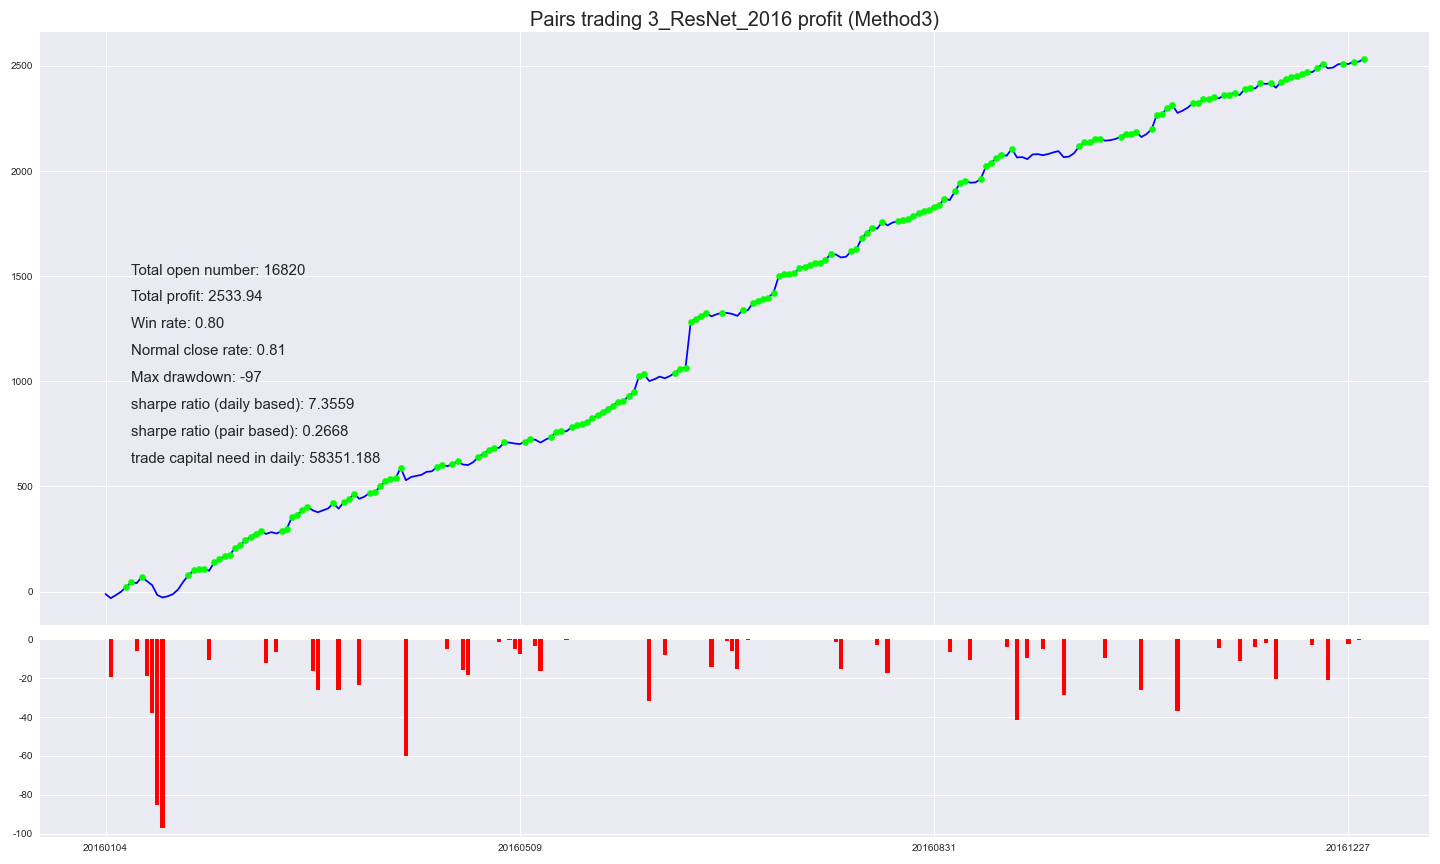 Pairs trading 3_ResNet_2016 profit (Method3)
2500
2000
1500
1000
500
0
Total open number: 16820
Total profit: 2533.94
Win rate: 0.80
Normal close rate: 0.81
Max drawdown: -97
sharpe ratio (daily based): 7.3559
sharpe ratio (pair based): 0.2668
trade capital need in daily: 58351.188
0
-20
-40
-60
-80
-100
20160104 20160509 20160831 20161227